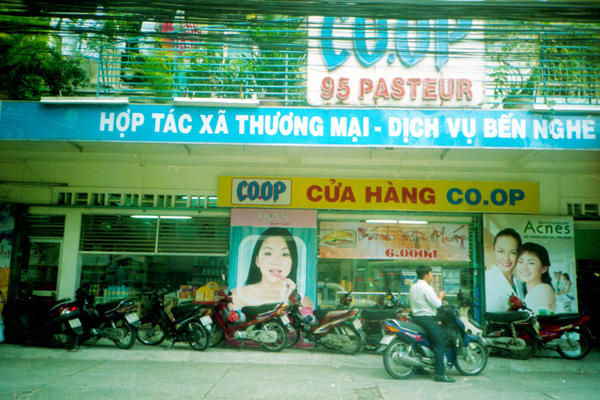 CO.OP
95 PASTEUR
HỢP TÁC XÃ THƯƠNG MẠI - DỊCH VỤ BẾN NGHÉ
CO.OP
CỬA HÀNG CO.OP
Acnes
6.000đ